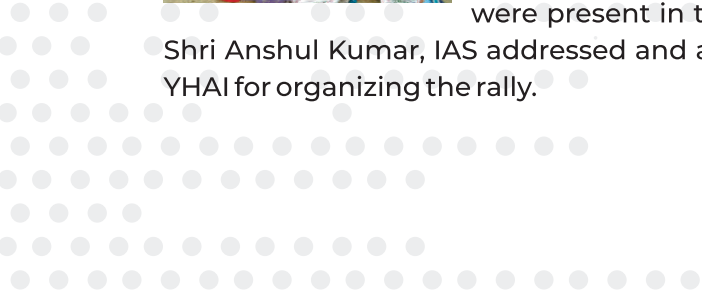 were present in
Shri Anshul Kumar, IAS addressed and
YHAI for organizing the rally.